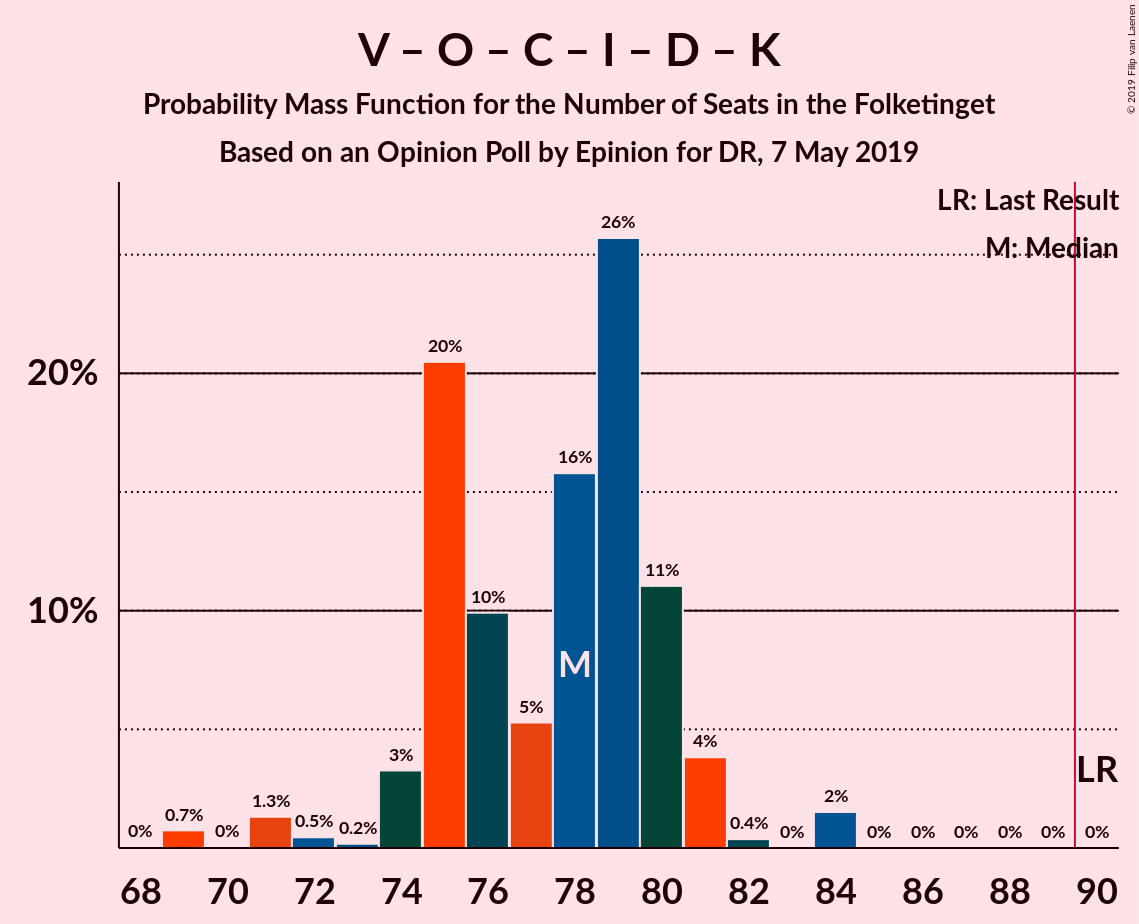 V – O – C – I – D – K
Probability Mass Function for the Number of Seats in the Folketinget
Based on an Opinion Poll by Epinion for DR, 7 May 2019
© 2019 Filip van Laenen
LR: Last Result
M: Median
26%
20%
20%
16%
11%
10%
10%
M
5%
4%
3%
LR
2%
0% 0.7% 0% 1.3% 0.5% 0.2% 0.4% 0% 0% 0% 0% 0% 0% 0%
68 70 72 74 76 78 80 82 84 86 88 90